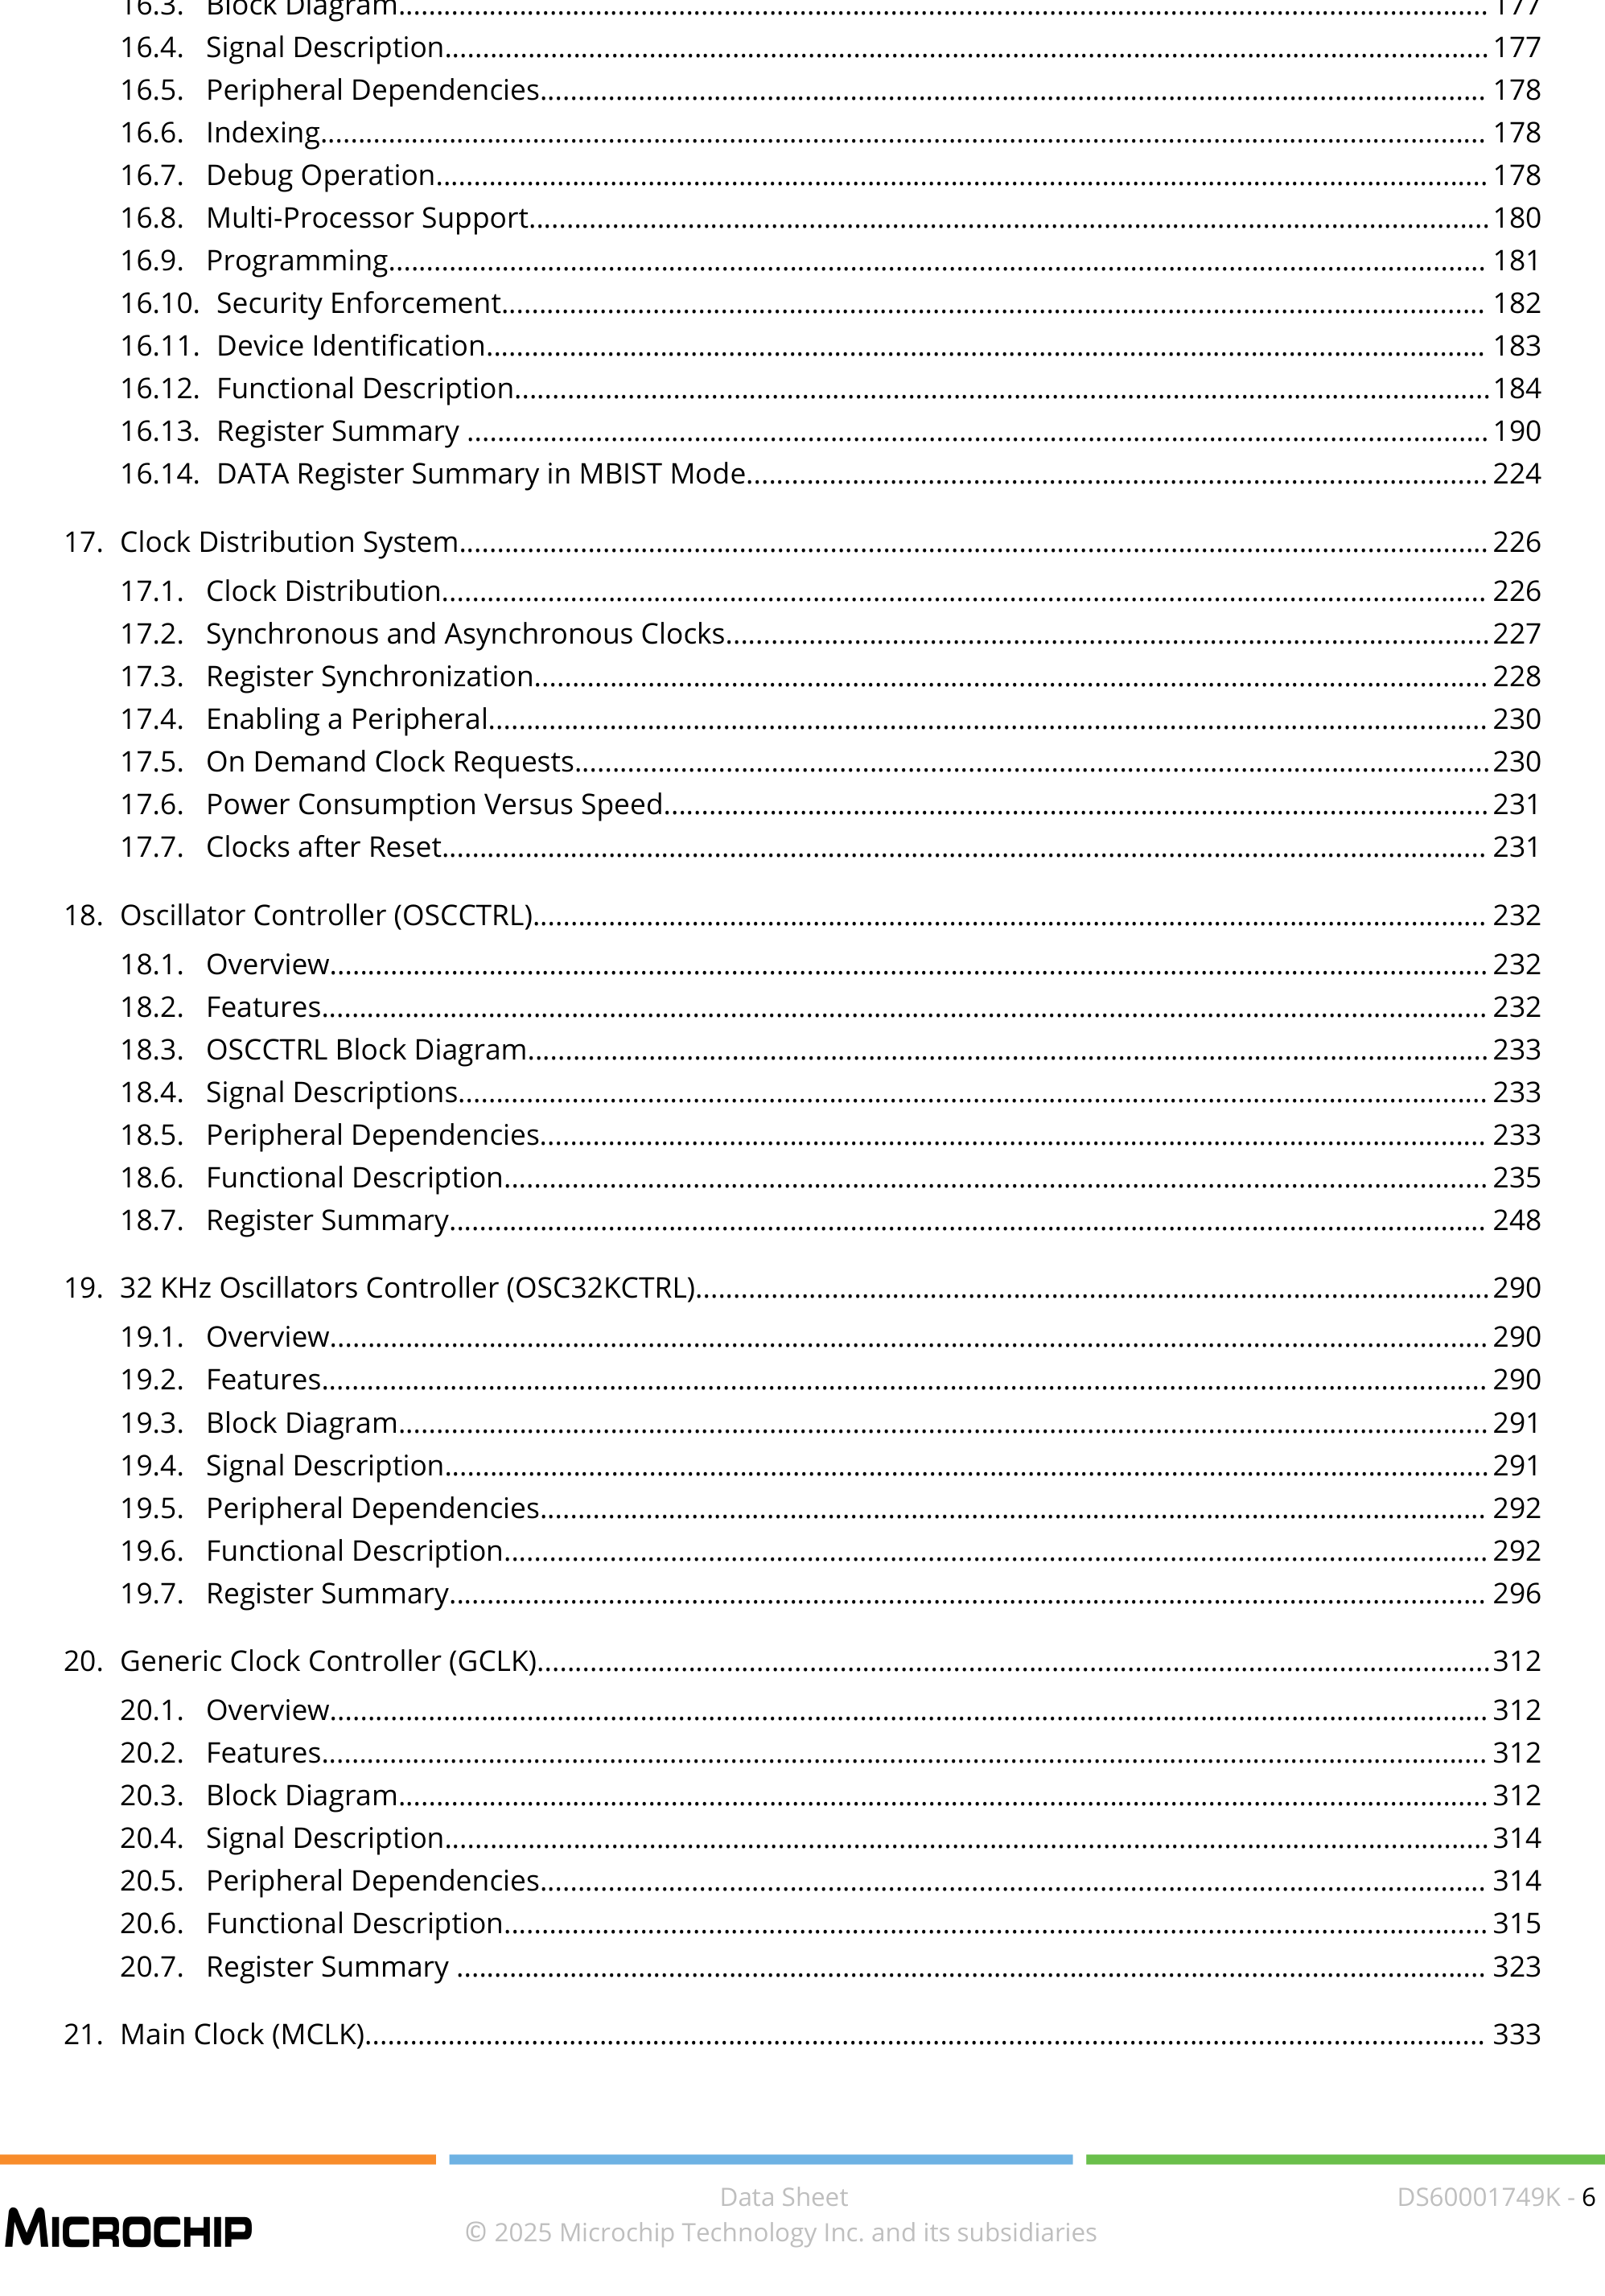 16.3. Block Diagram........ 177
16.4. Signal Description........ 177
16.5. Peripheral Dependencies........ 178
16.6. Indexing........ 178
16.7. Debug Operation........ 178
16.8. Multi-Processor Support........ 180
16.9. Programming........ 181
16.10. Security Enforcement........ 182
16.11. Device Identification........ 183
16.12. Functional Description........ 184
16.13. Register Summary ........ 190
16.14. DATA Register Summary in MBIST Mode........ 224
17. Clock Distribution System........ 226
17.1. Clock Distribution........ 226
17.2. Synchronous and Asynchronous Clocks........ 227
17.3. Register Synchronization........ 228
17.4. Enabling a Peripheral........ 230
17.5. On Demand Clock Requests........ 230
17.6. Power Consumption Versus Speed........ 231
17.7. Clocks after Reset........ 231
18. Oscillator Controller (OSCCTRL)........ 232
18.1. Overview........ 232
18.2. Features........ 232
18.3. OSCCTRL Block Diagram........ 233
18.4. Signal Descriptions........ 233
18.5. Peripheral Dependencies........ 233
18.6. Functional Description........ 235
18.7. Register Summary........ 248
19. 32 KHz Oscillators Controller (OSC32KCTRL)........ 290
19.1. Overview........ 290
19.2. Features........ 290
19.3. Block Diagram........ 291
19.4. Signal Description........ 291
19.5. Peripheral Dependencies........ 292
19.6. Functional Description........ 292
19.7. Register Summary........ 296
20. Generic Clock Controller (GCLK)........ 312
20.1. Overview........ 312
20.2. Features........ 312
20.3. Block Diagram........ 312
20.4. Signal Description........ 314
20.5. Peripheral Dependencies........ 314
20.6. Functional Description........ 315
20.7. Register Summary ........ 323
21. Main Clock (MCLK)........ 333
Data Sheet
DS60001749K - 6
MICROCHIP
© 2025 Microchip Technology Inc. and its subsidiaries